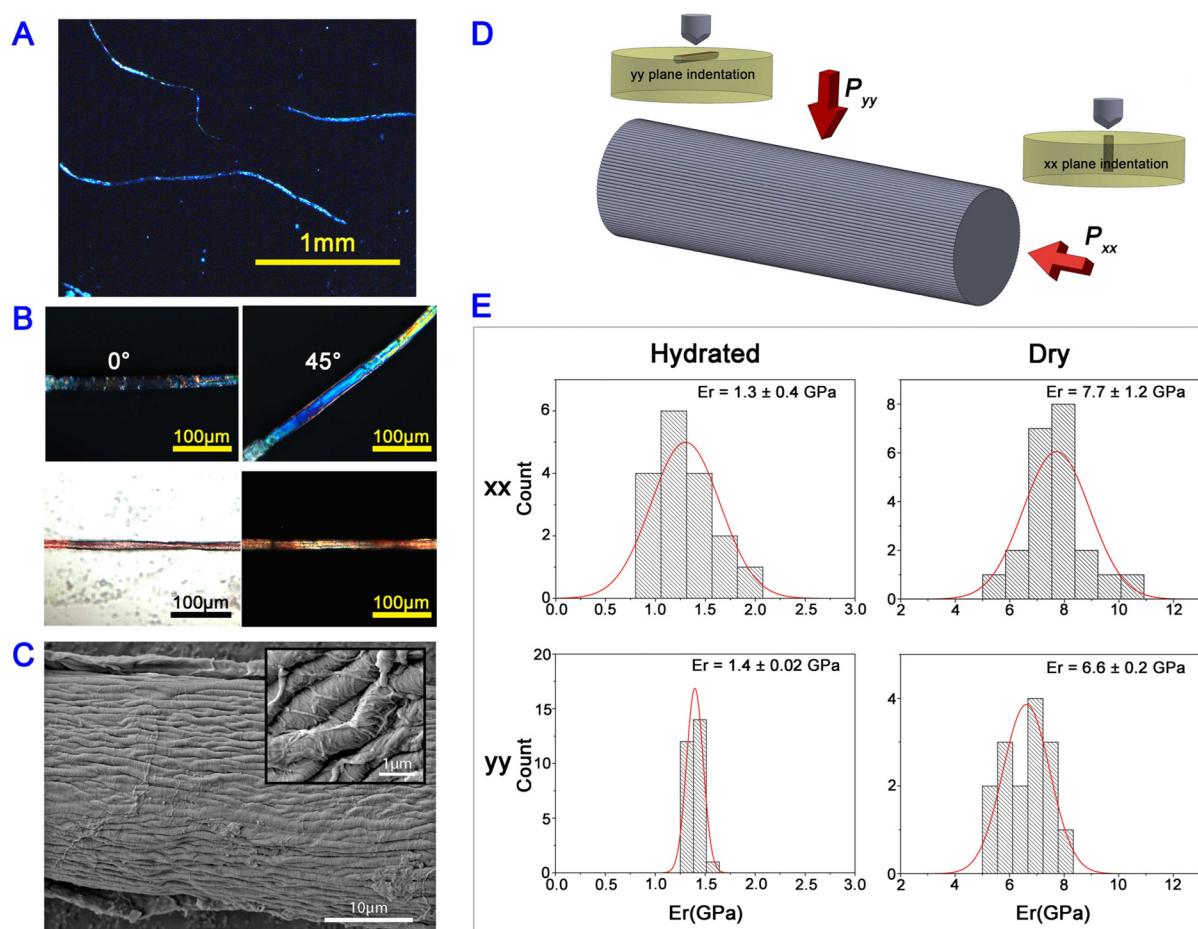 A
1mm
B
0°
45°
100µm
100µm
100µm
100µm
C
1µm
10µm
D
yy plane indentation
Pyy
xx plane indentation
Pxx
E
Hydrated
Dry
xx
Count
Er = 1.3 ± 0.4 GPa
6
4
2
0
0.0 0.5 1.0 1.5 2.0 2.5 3.0
Er = 7.7 ± 1.2 GPa
8
6
4
2
0
2 4 6 8 10 12
yy
Count
Er = 1.4 ± 0.02 GPa
20
15
10
5
0
0.0 0.5 1.0 1.5 2.0 2.5 3.0
Er(GPa)
Er = 6.6 ± 0.2 GPa
4
2
0
2 4 6 8 10 12
Er(GPa)